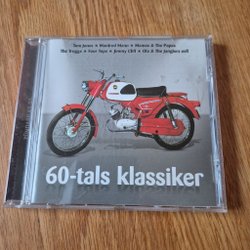 Tom Jones ★ Manfred Mann ★ Mamas & The Papas
The Troggs ★ Four Tops ★ Jimmy Cliff ★ Ola & The Janglers mfl
60-tals klassiker